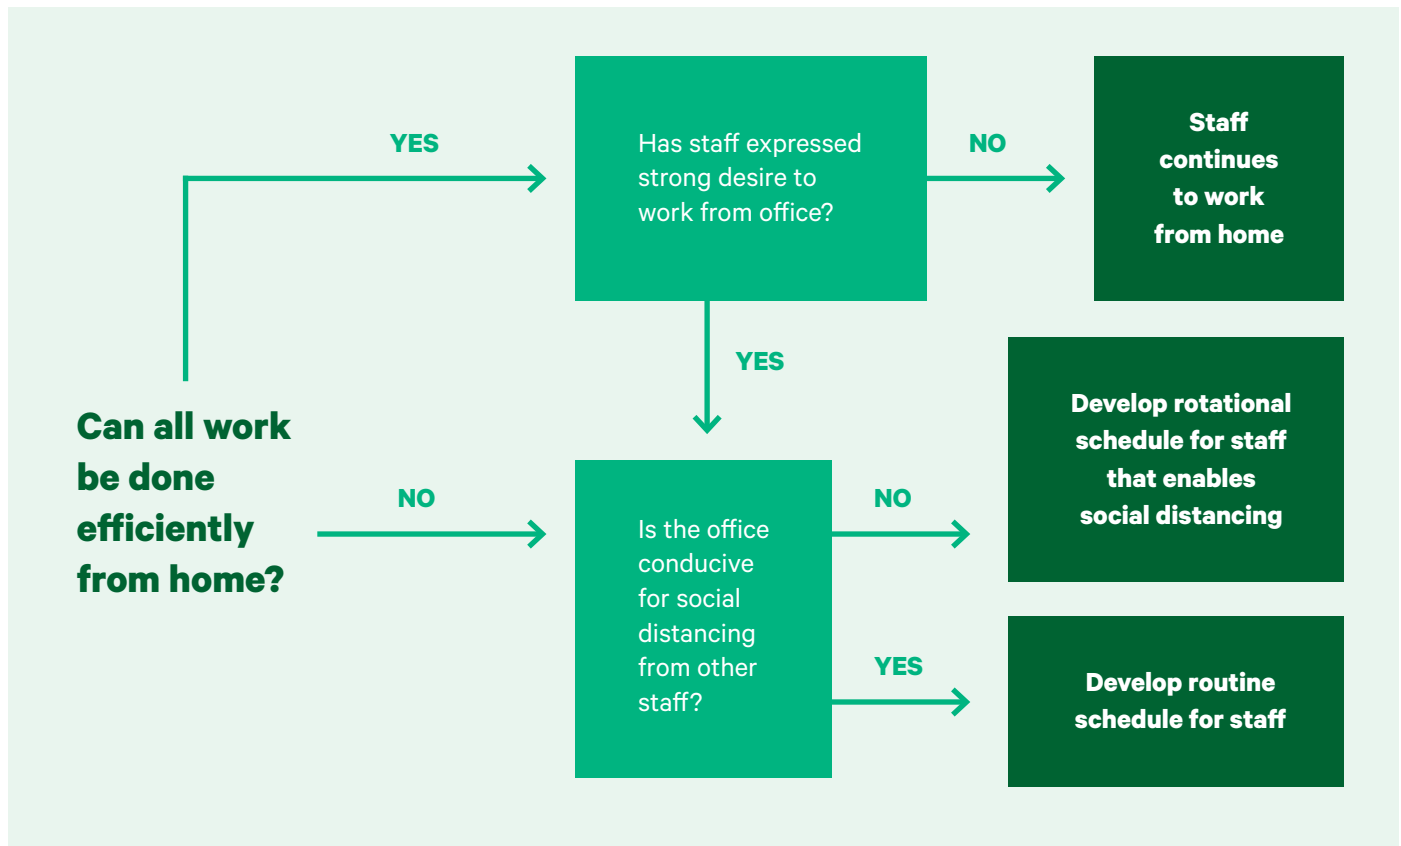 YES
Has staff expressed
strong desire to
work from office?
NO
Staff
continues
to work
from home
YES
Can all work
be done
efficiently
from home?
NO
Is the office
conducive
for social
distancing
from other
staff?
NO
Develop rotational
schedule for staff
that enables
social distancing
YES
Develop routine
schedule for staff